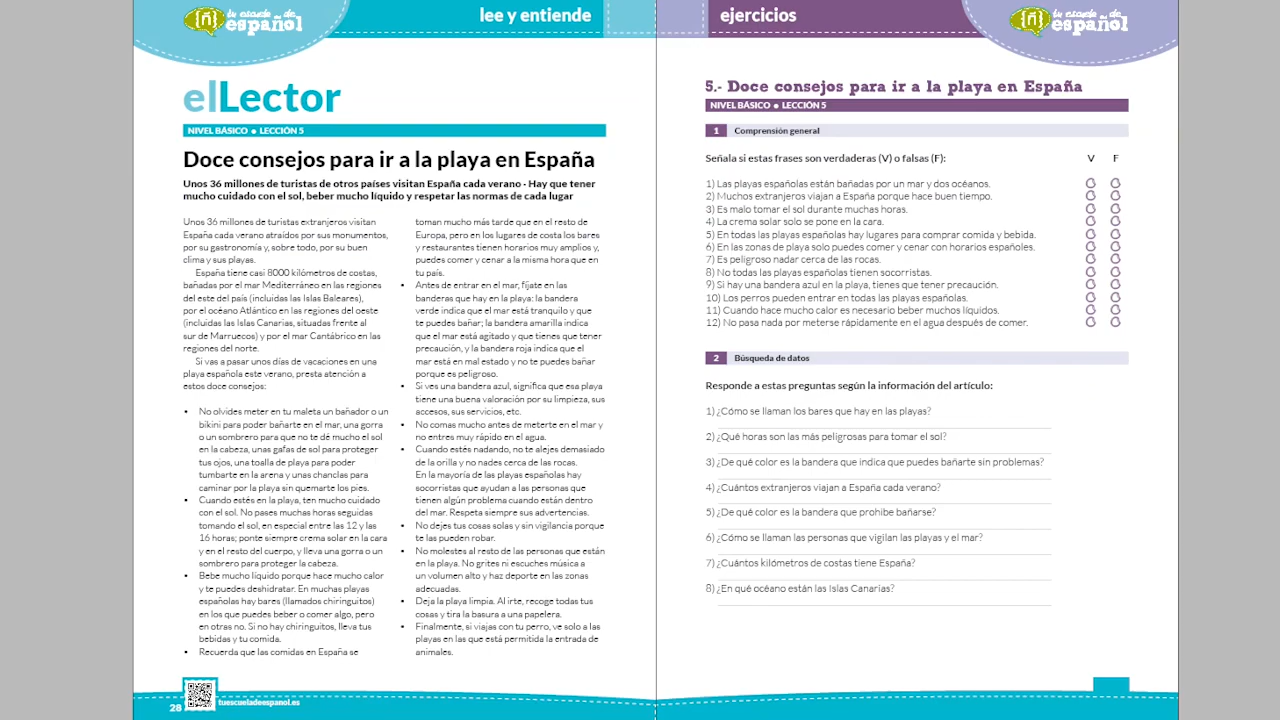 tu escuela de
español
lee y entiende
elLector
NIVEL BÁSICO ● LECCIÓN 5
Doce consejos para ir a la playa en España
Unos 36 millones de turistas de otros países visitan España cada verano · Hay que tener
mucho cuidado con el sol, beber mucho líquido y respetar las normas de cada lugar
Unos 36 millones de turistas extranjeros visitan
España cada verano atraídos por sus monumentos,
por su gastronomía y, sobre todo, por su buen
clima y sus playas.
España tiene casi 8000 kilómetros de costas,
bañadas por el mar Mediterráneo en las regiones
del este del país (incluidas las Islas Baleares),
por el océano Atlántico en las regiones del oeste
(incluidas las Islas Canarias, situadas frente al
sur de Marruecos) y por el mar Cantábrico en las
regiones del norte.
Si vas a pasar unos días de vacaciones en una
playa española este verano, presta atención a
estos doce consejos:
• No olvides meter en tu maleta un bañador o un
bikini para poder bañarte en el mar, una gorra
o un sombrero para que no te dé mucho el sol
en la cabeza, unas gafas de sol para proteger
tus ojos, una toalla de playa para poder
tumbarte en la arena y unas chanclas para
caminar por la playa sin quemarte los pies.
• Cuando estés en la playa, ten mucho cuidado
con el sol. No pases muchas horas seguidas
tomando el sol, en especial entre las 12 y las
16 horas; ponte siempre crema solar en la cara
y en el resto del cuerpo, y lleva una gorra o un
sombrero para proteger la cabeza.
• Bebe mucho líquido porque hace mucho calor
y te puedes deshidratar. En muchas playas
españolas hay bares (llamados chiringuitos)
en los que puedes beber o comer algo, pero
en otras no. Si no hay chiringuitos, lleva tus
bebidas y tu comida.
• Recuerda que las comidas en España se
toman mucho más tarde que en el resto de
Europa, pero en los lugares de costa los bares
y restaurantes tienen horarios muy amplios y,
puedes comer y cenar a la misma hora que en
tu país.
• Antes de entrar en el mar, fíjate en las
banderas que hay en la playa: la bandera
verde indica que el mar está tranquilo y que
te puedes bañar; la bandera amarilla indica
que el mar está agitado y que tienes que tener
precaución, y la bandera roja indica que el
mar está en mal estado y no te puedes bañar
porque es peligroso.
• Si ves una bandera azul, significa que esa playa
tiene una buena valoración por su limpieza, sus
accesos, sus servicios, etc.
• No comas mucho antes de meterte en el mar y
no entres muy rápido en el agua.
• Cuando estés nadando, no te alejes demasiado
de la orilla y no nades cerca de las rocas.
En la mayoría de las playas españolas hay
socorristas que ayudan a las personas que
tienen algún problema cuando están dentro
del mar. Respeta siempre sus advertencias.
• No dejes tus cosas solas y sin vigilancia porque
te las pueden robar.
• No molestes al resto de las personas que están
en la playa. No grites ni escuches música a
un volumen alto y haz deporte en las zonas
adecuadas.
• Deja la playa limpia. Al irte, recoge todas tus
cosas y tira la basura a una papelera.
• Finalmente, si viajas con tu perro, ve solo a las
playas en las que está permitida la entrada de
animales.
28
tuescueladeespanol.es
ejercicios
tu escuela de
español
5.- Doce consejos para ir a la playa en España
NIVEL BÁSICO ● LECCIÓN 5
1 Comprensión general
Señala si estas frases son verdaderas (V) o falsas (F): V F
1) Las playas españolas están bañadas por un mar y dos océanos.
2) Muchos extranjeros viajan a España porque hace buen tiempo.
3) Es malo tomar el sol durante muchas horas.
4) La crema solar solo se pone en la cara.
5) En todas las playas españolas hay lugares para comprar comida y bebida.
6) En las zonas de playa solo puedes comer y cenar con horarios españoles.
7) Es peligroso nadar cerca de las rocas.
8) No todas las playas españolas tienen socorristas.
9) Si hay una bandera azul en la playa, tienes que tener precaución.
10) Los perros pueden entrar en todas las playas españolas.
11) Cuando hace mucho calor es necesario beber muchos líquidos.
12) No pasa nada por meterse rápidamente en el agua después de comer.
2 Búsqueda de datos
Responde a estas preguntas según la información del artículo:
1) ¿Cómo se llaman los bares que hay en las playas?
2) ¿Qué horas son las más peligrosas para tomar el sol?
3) ¿De qué color es la bandera que indica que puedes bañarte sin problemas?
4) ¿Cuántos extranjeros viajan a España cada verano?
5) ¿De qué color es la bandera que prohíbe bañarse?
6) ¿Cómo se llaman las personas que vigilan las playas y el mar?
7) ¿Cuántos kilómetros de costas tiene España?
8) ¿En qué océano están las Islas Canarias?